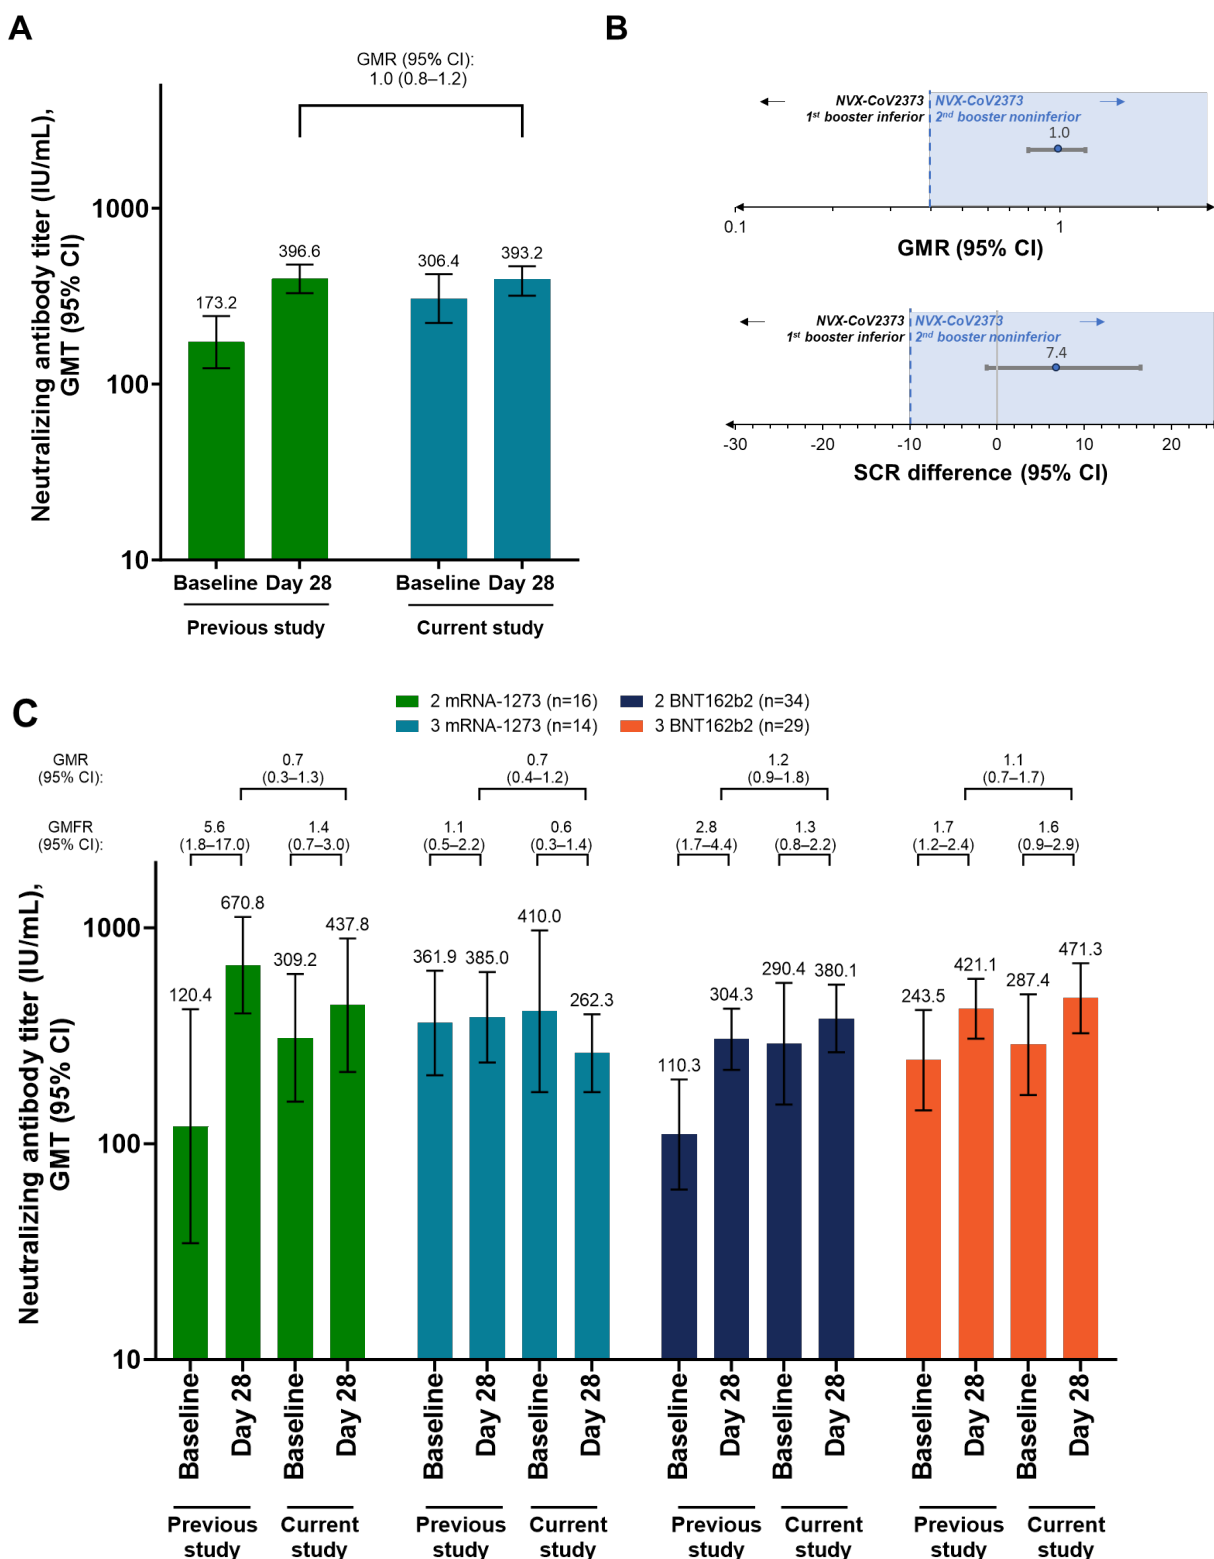 A
GMR (95% CI):
1.0 (0.8–1.2)
Neutralizing antibody titer (IU/mL),
GMT (95% CI)
1000
100
10
173.2
396.6
306.4
393.2
Baseline Day 28
Baseline Day 28
Previous study
Current study
B
NVX-CoV2373
1st booster inferior
NVX-CoV2373
2nd booster noninferior
1.0
0.1
1
GMR (95% CI)
NVX-CoV2373
1st booster inferior
NVX-CoV2373
2nd booster noninferior
7.4
-30
-20
-10
0
10
20
SCR difference (95% CI)
C
2 mRNA-1273 (n=16)
2 BNT162b2 (n=34)
3 mRNA-1273 (n=14)
3 BNT162b2 (n=29)
GMR
(95% CI):
0.7
(0.3–1.3)
0.7
(0.4–1.2)
1.2
(0.9–1.8)
1.1
(0.7–1.7)
GMFR
(95% CI):
5.6
(1.8–17.0)
1.4
(0.7–3.0)
1.1
(0.5–2.2)
0.6
(0.3–1.4)
2.8
(1.7–4.4)
1.3
(0.8–2.2)
1.7
(1.2–2.4)
1.6
(0.9–2.9)
Neutralizing antibody titer (IU/mL),
GMT (95% CI)
1000
100
10
120.4
670.8
309.2
437.8
361.9
385.0
410.0
262.3
110.3
304.3
290.4
380.1
243.5
421.1
287.4
471.3
Baseline
Day 28
Baseline
Day 28
Baseline
Day 28
Baseline
Day 28
Baseline
Day 28
Baseline
Day 28
Baseline
Day 28
Baseline
Day 28
Previous
study
Current
study
Previous
study
Current
study
Previous
study
Current
study
Previous
study
Current
study